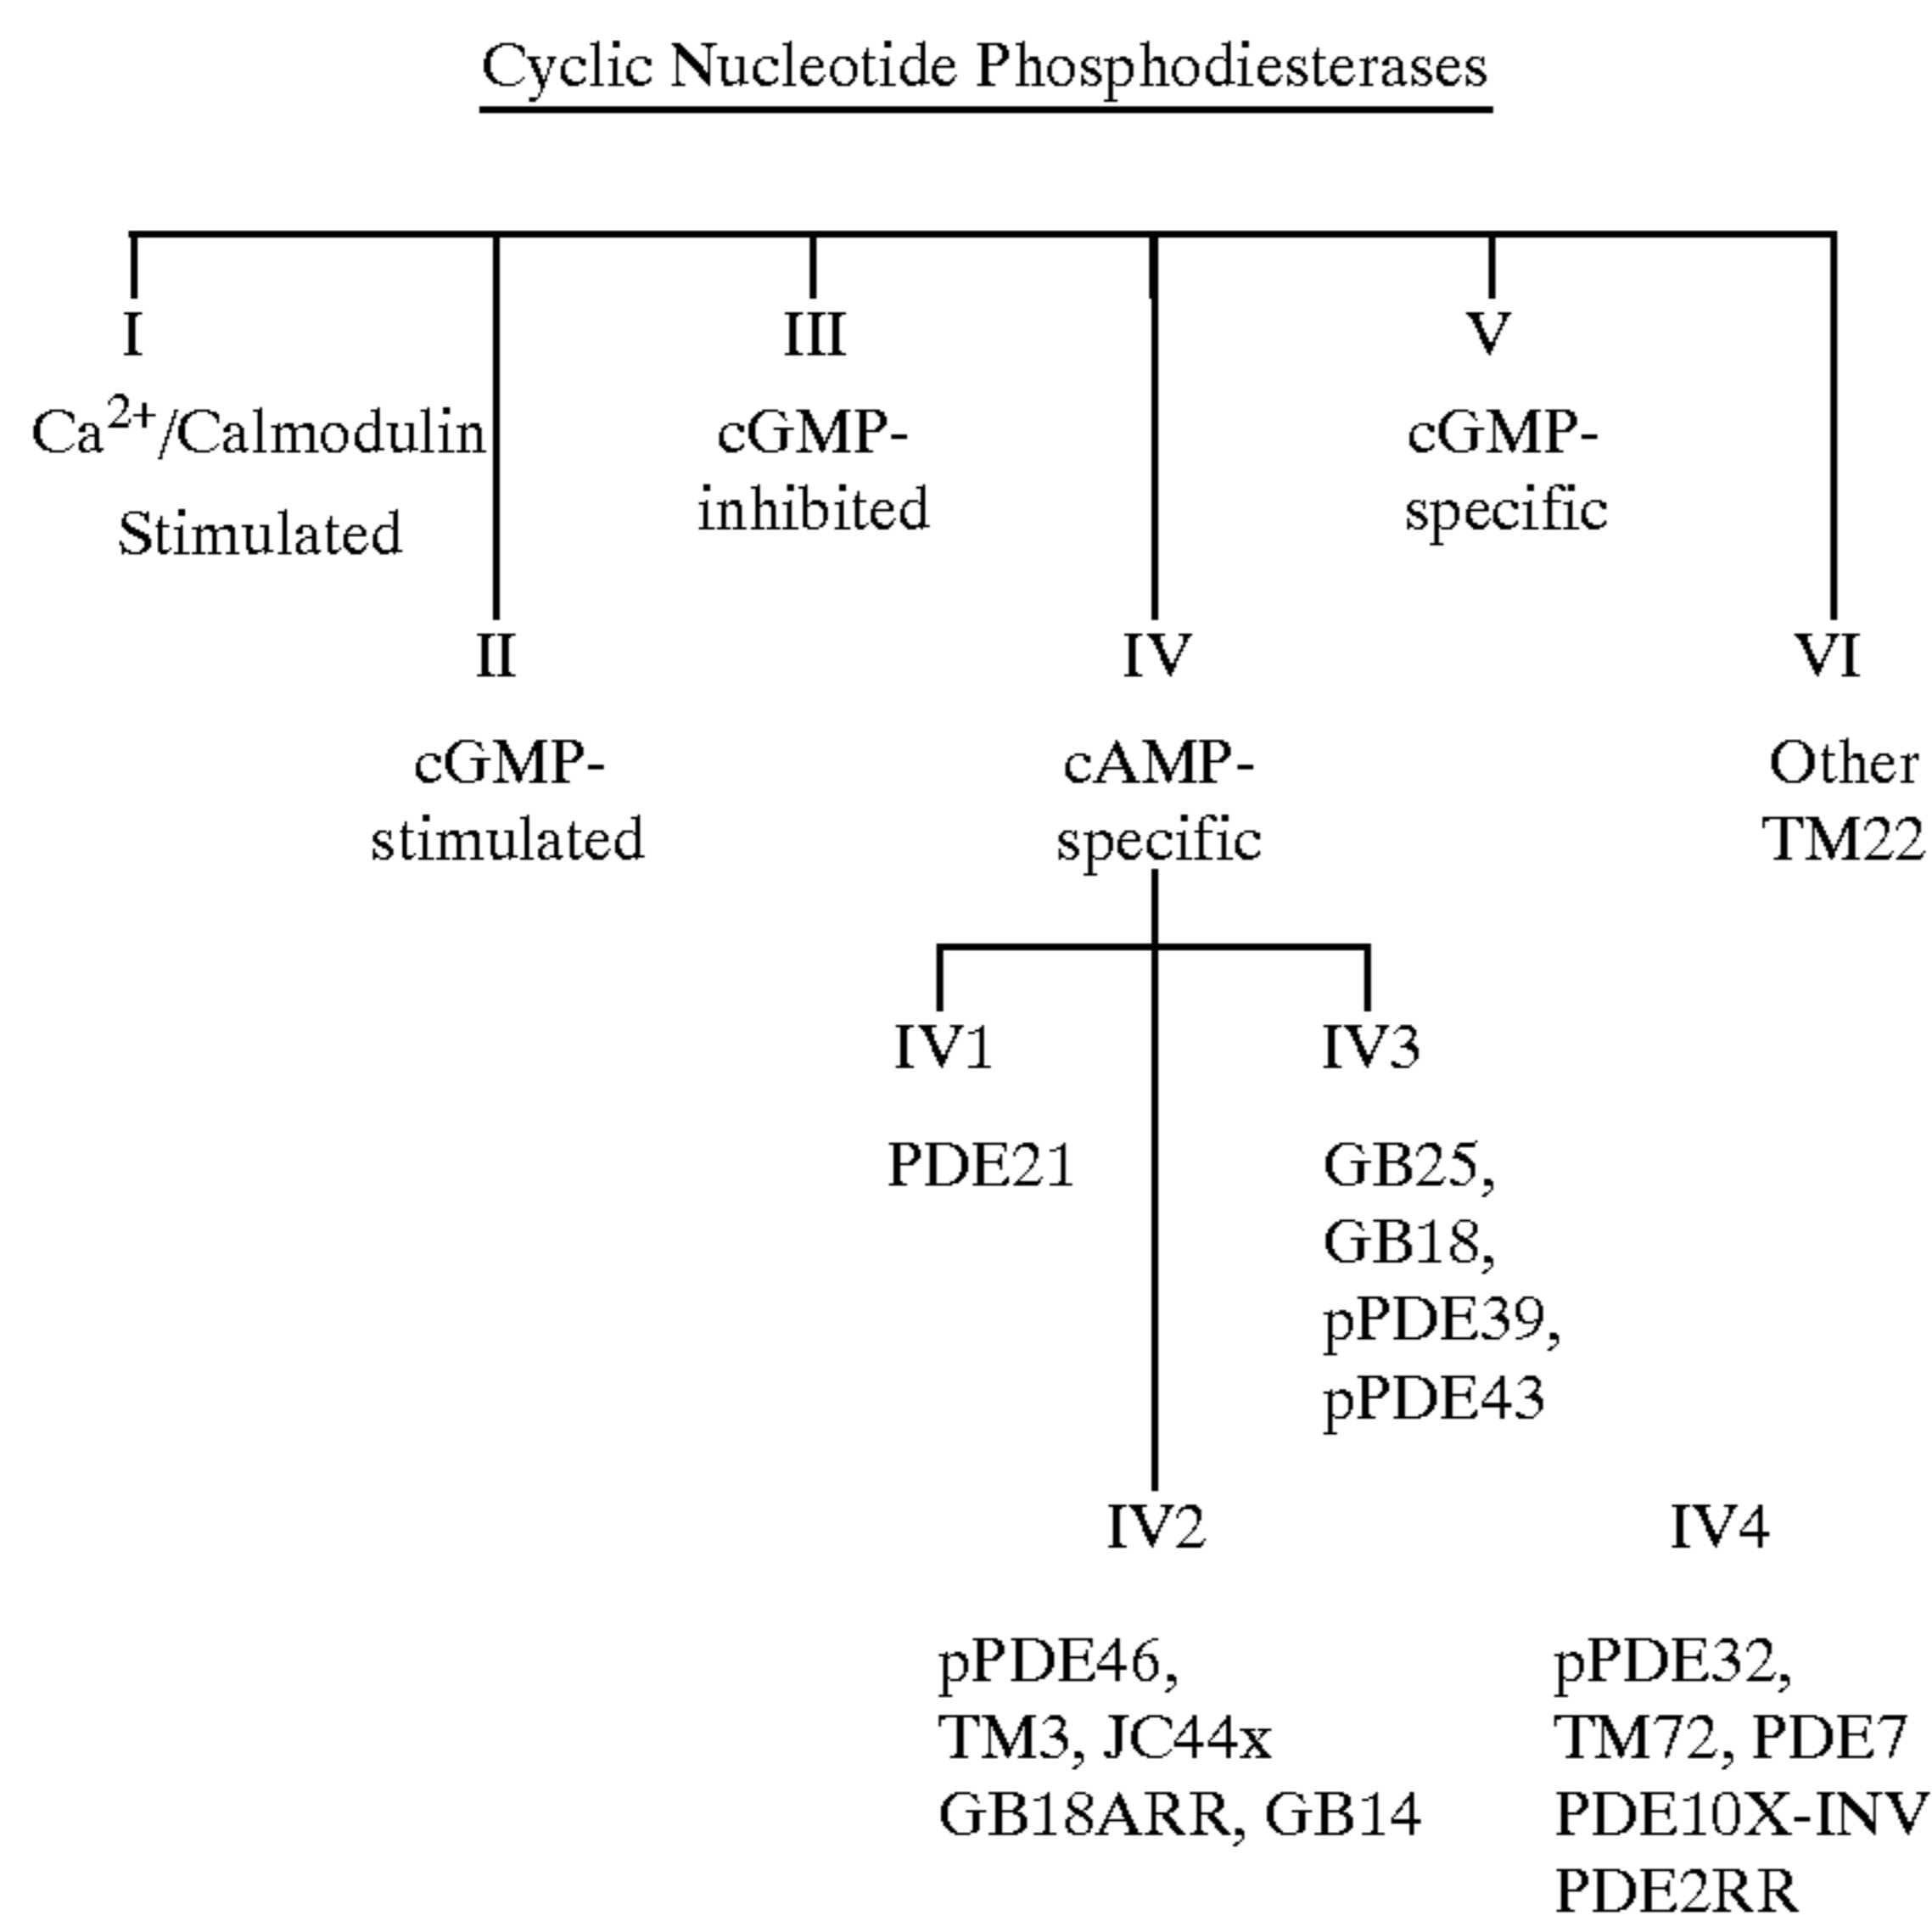 Cyclic Nucleotide Phosphodiesterases
I
Ca²⁺/Calmodulin
Stimulated
II
cGMP-
stimulated
III
cGMP-
inhibited
IV
cAMP-
specific
V
cGMP-
specific
VI
Other
TM22
IV1
PDE21
IV3
GB25,
GB18,
pPDE39,
pPDE43
IV2
pPDE46,
TM3, JC44x
GB18ARR, GB14
IV4
pPDE32,
TM72, PDE7
PDE10X-INV
PDE2RR